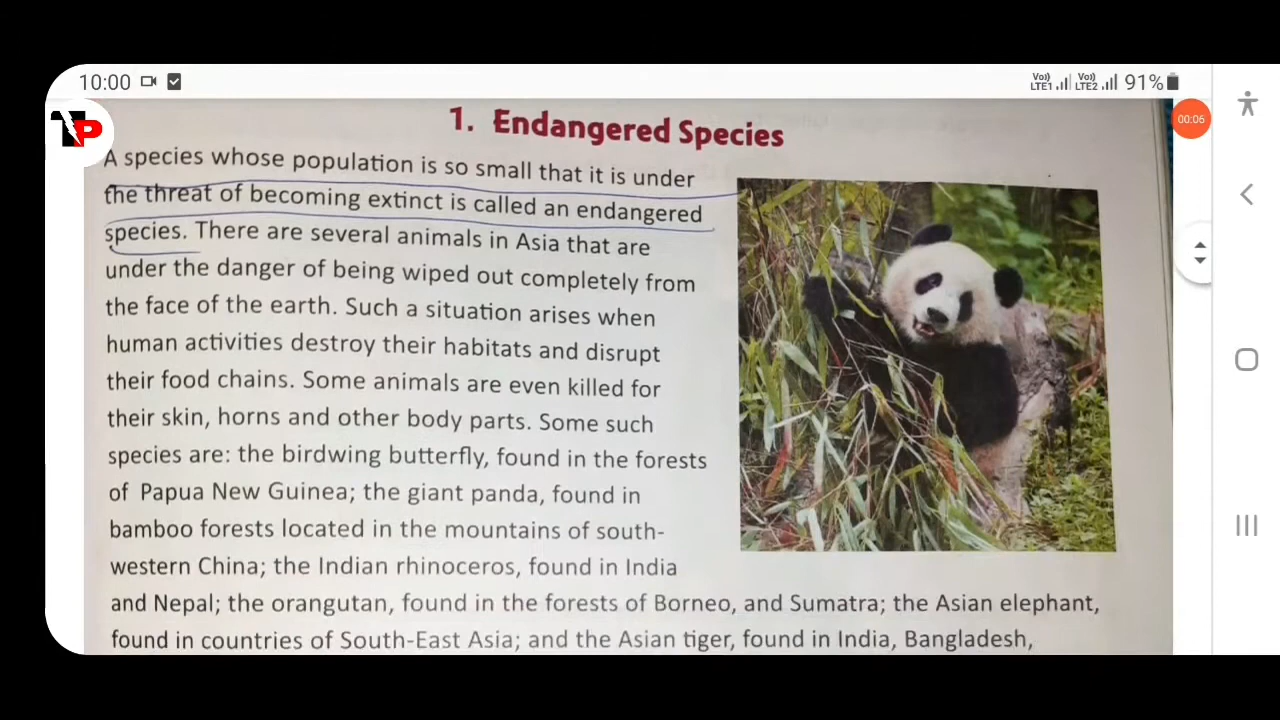 10:00
Vo)) LTE1 Vo)) LTE2 91%
00:06
TP
1. Endangered Species
A species whose population is so small that it is under
the threat of becoming extinct is called an endangered
species. There are several animals in Asia that are
under the danger of being wiped out completely from
the face of the earth. Such a situation arises when
human activities destroy their habitats and disrupt
their food chains. Some animals are even killed for
their skin, horns and other body parts. Some such
species are: the birdwing butterfly, found in the forests
of Papua New Guinea; the giant panda, found in
bamboo forests located in the mountains of south-
western China; the Indian rhinoceros, found in India
and Nepal; the orangutan, found in the forests of Borneo, and Sumatra; the Asian elephant,
found in countries of South-East Asia; and the Asian tiger, found in India, Bangladesh,